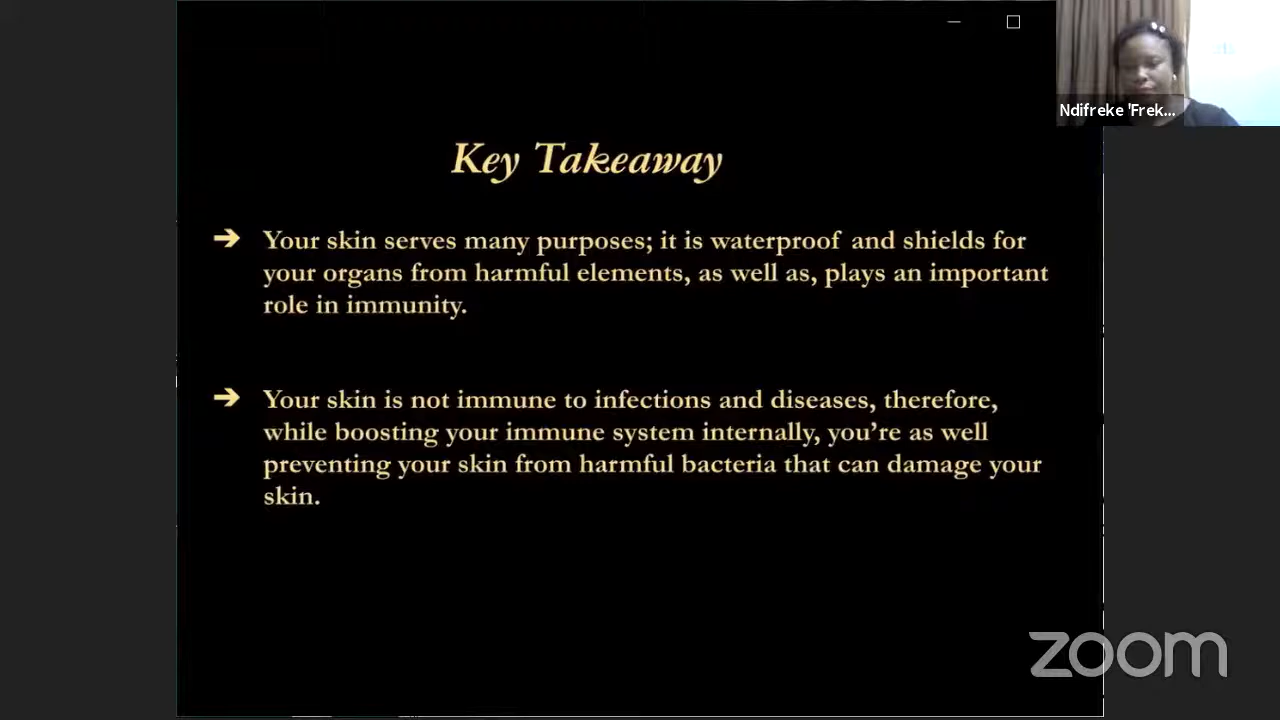 Ndifreke 'Frek...
Key Takeaway
➔ Your skin serves many purposes; it is waterproof and shields for
your organs from harmful elements, as well as, plays an important
role in immunity.
➔ Your skin is not immune to infections and diseases, therefore,
while boosting your immune system internally, you're as well
preventing your skin from harmful bacteria that can damage your
skin.
zoom